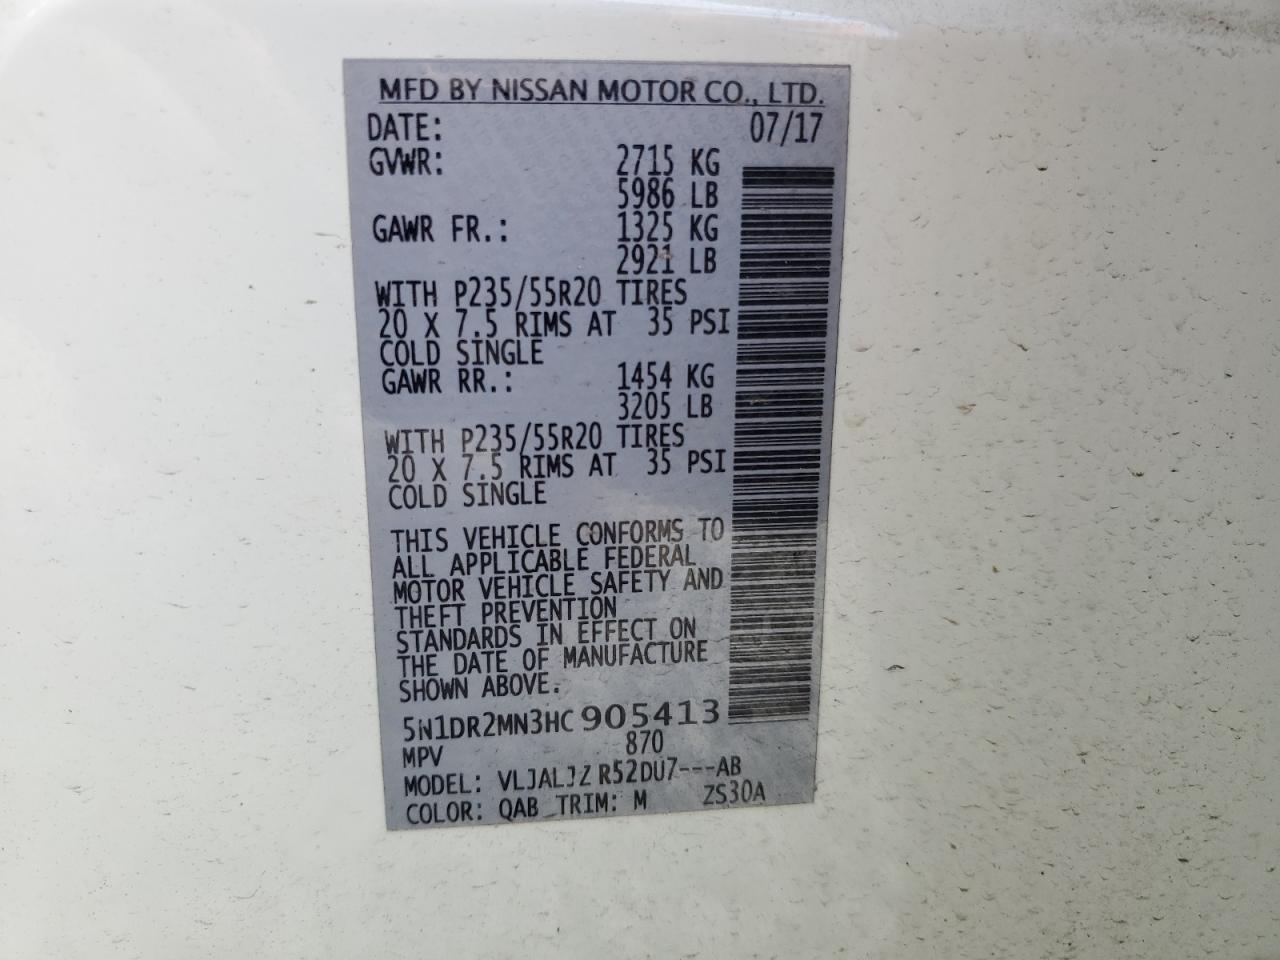 MFD BY NISSAN MOTOR CO., LTD.
DATE: 07/17
GVWR: 2715 KG
5986 LB
GAWR FR.: 1325 KG
2921 LB
WITH P235/55R20 TIRES
20 X 7.5 RIMS AT 35 PSI
COLD SINGLE
GAWR RR.: 1454 KG
3205 LB
WITH P235/55R20 TIRES
20 X 7.5 RIMS AT 35 PSI
COLD SINGLE
THIS VEHICLE CONFORMS TO
ALL APPLICABLE FEDERAL
MOTOR VEHICLE SAFETY AND
THEFT PREVENTION
STANDARDS IN EFFECT ON
THE DATE OF MANUFACTURE
SHOWN ABOVE.
5N1DR2MN3HC905413
MPV 870
MODEL: VLJALJZ R52DU7---AB
COLOR: QAB TRIM: M ZS30A